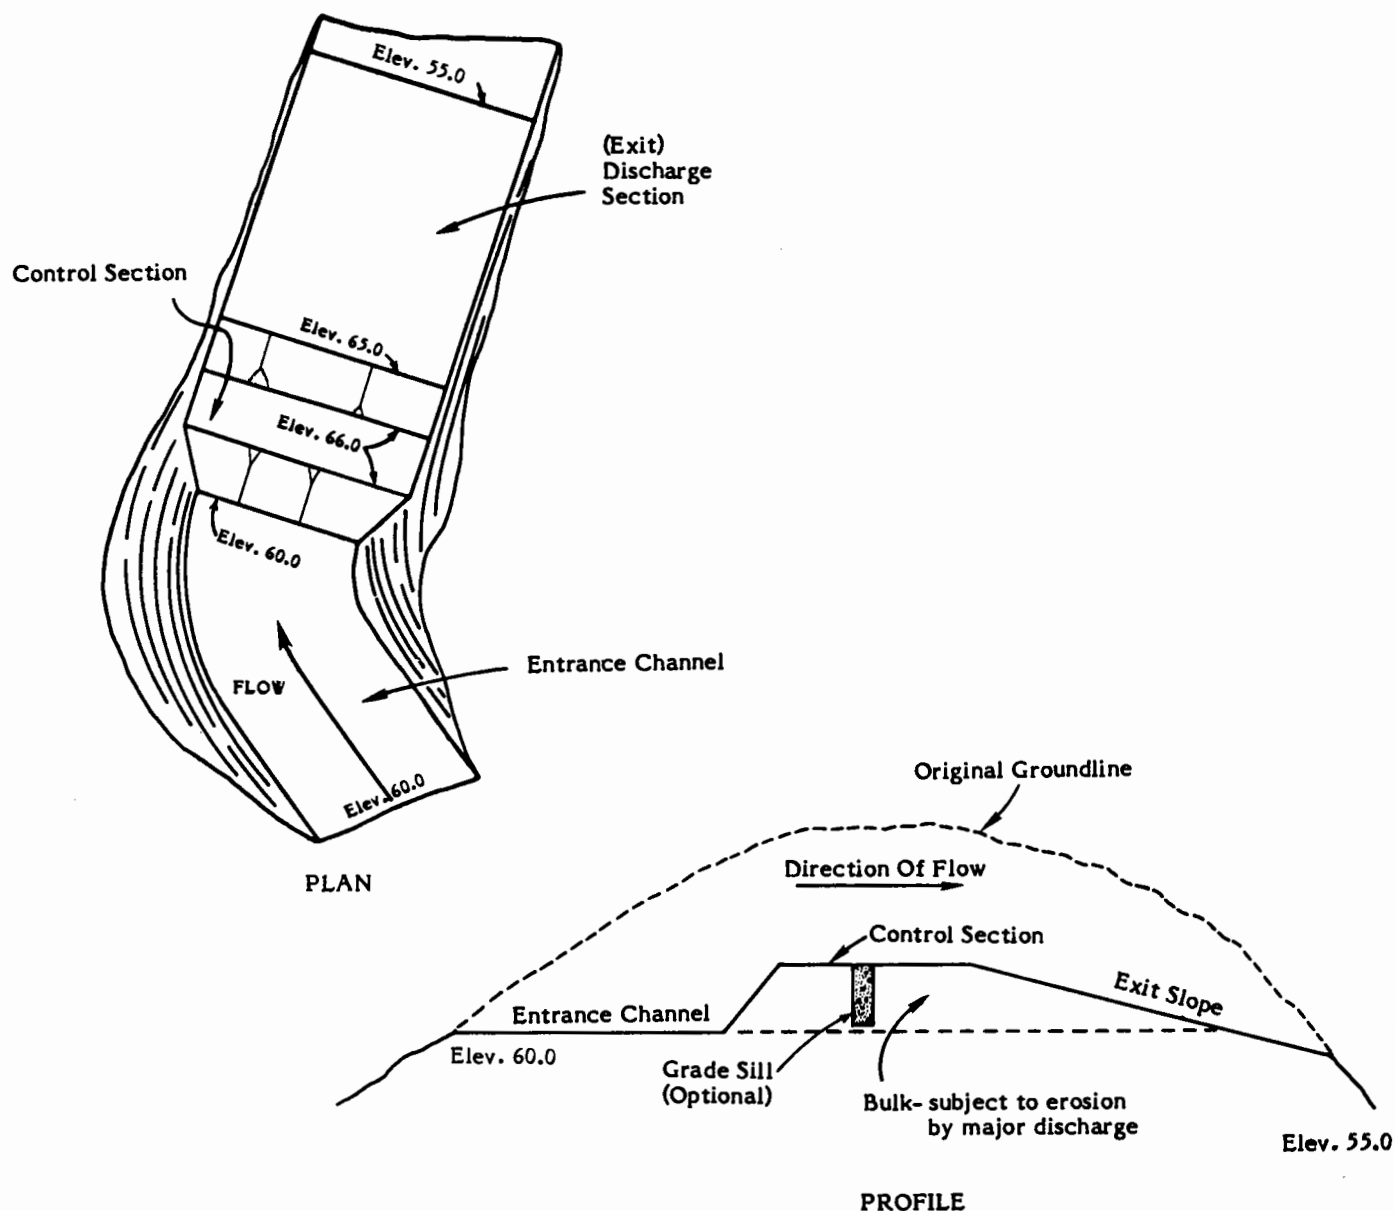 Elev. 55.0
(Exit)
Discharge
Section
Control Section
Elev. 65.0
Elev. 66.0
Elev. 60.0
Entrance Channel
FLOW
Elev. 60.0
PLAN
Original Groundline
Direction Of Flow
Control Section
Exit Slope
Entrance Channel
Elev. 60.0
Grade Sill
(Optional)
Bulk- subject to erosion
by major discharge
Elev. 55.0
PROFILE